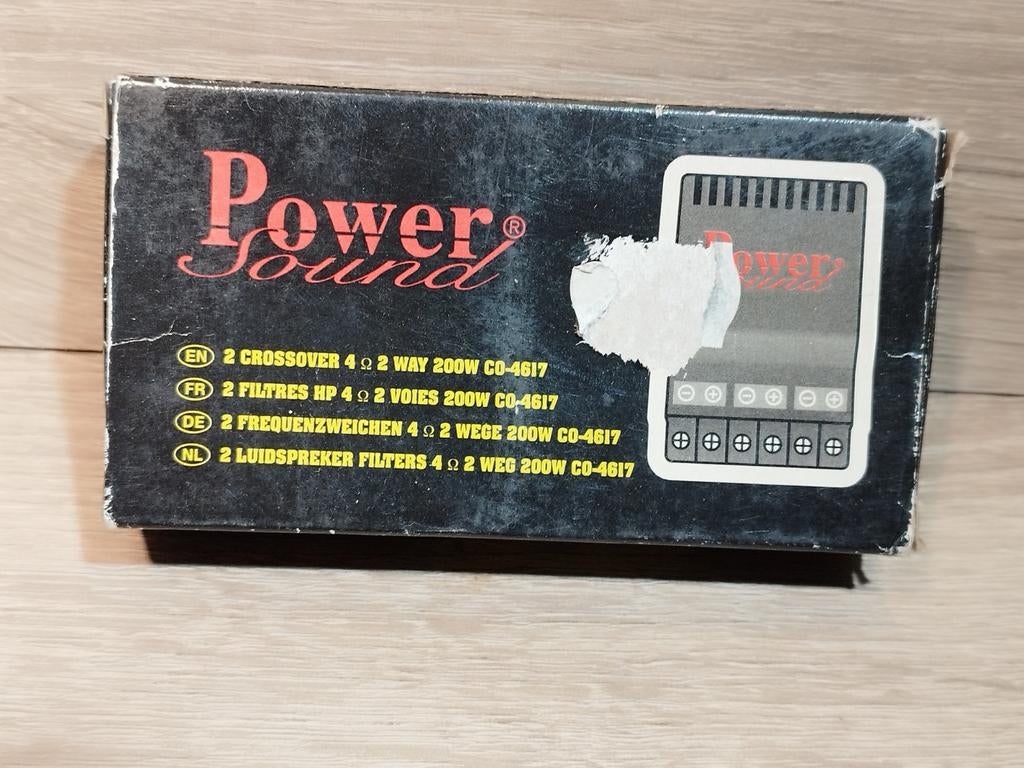 Power®
Sound
EN 2 CROSSOVER 4 Ω 2 WAY 200W CO-4617
FR 2 FILTRES HP 4 Ω 2 VOIES 200W CO-4617
DE 2 FREQUENZWEICHEN 4 Ω 2 WEGE 200W CO-4617
NL 2 LUIDSPREKER FILTERS 4 Ω 2 WEG 200W CO-4617
Power
Sound
- + - + - +